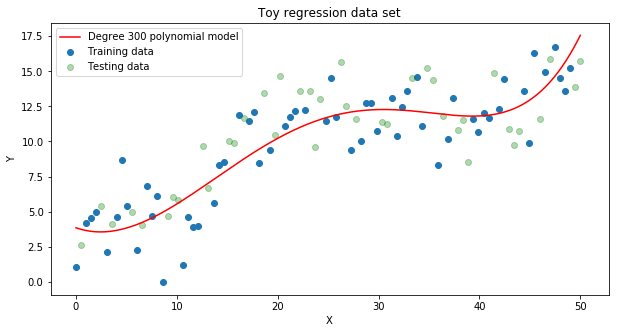 Toy regression data set
Degree 300 polynomial model
Training data
Testing data
17.5
15.0
12.5
10.0
7.5
5.0
2.5
0.0
Y
0
10
20
30
40
50
X